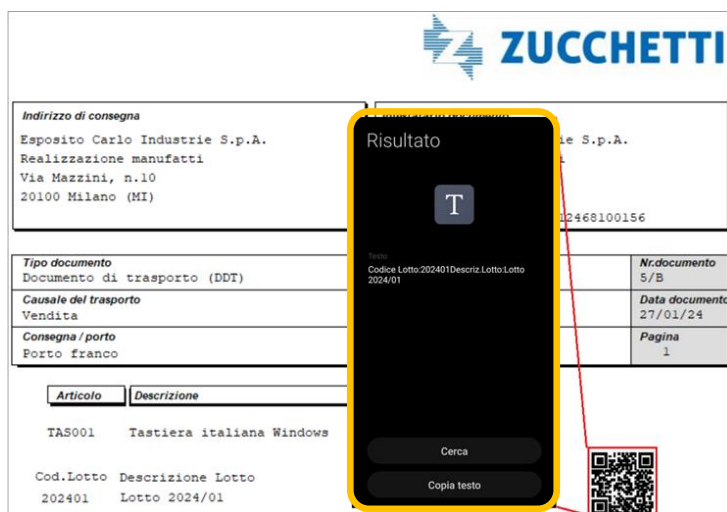 ZUCCHETTI
Indirizzo di consegna
Esposito Carlo Industrie S.p.A.
Realizzazione manufatti
Via Mazzini, n.10
20100 Milano (MI)
Intestatario documento
ie S.p.A.
12468100156
Risultato
T
Testo
Codice Lotto:202401Descriz.Lotto:Lotto
2024/01
Cerca
Copia testo
Tipo documento
Documento di trasporto (DDT)
Nr.documento
5/B
Causale del trasporto
Vendita
Data documento
27/01/24
Consegna / porto
Porto franco
Pagina
1
Articolo Descrizione
TAS001 Tastiera italiana Windows
Cod.Lotto Descrizione Lotto
202401 Lotto 2024/01